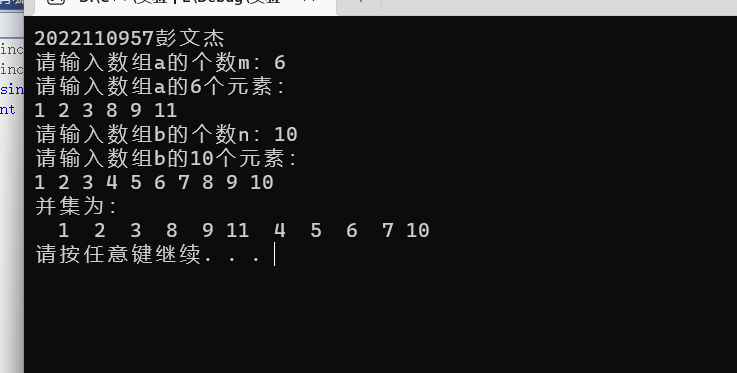 2022110957彭文杰
inc
请输入数组a的个数m: 6
inc
请输入数组a的6个元素:
sin
1 2 3 8 9 11
nt
请输入数组b的个数n: 10
请输入数组b的10个元素:
1 2 3 4 5 6 7 8 9 10
并集为:
1 2 3 8 9 11 4 5 6 7 10
请按任意键继续. . .